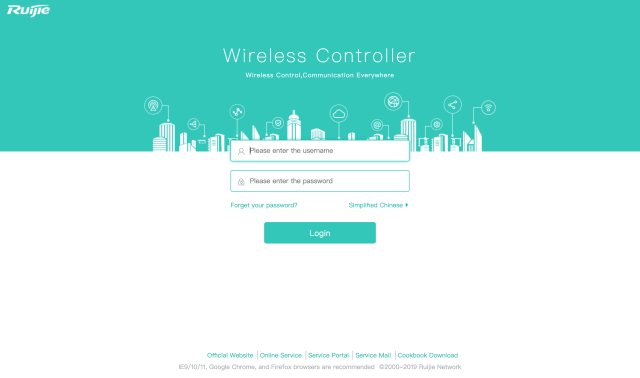 Ruijie
Wireless Controller
Wireless Control,Communication Everywhere
Please enter the username
Please enter the password
Forget your password? Simplified Chinese
Login
Official Website | Online Service | Service Portal | Service Mail | Cookbook Download
IE9/10/11, Google Chrome, and Firefox browsers are recommended ©2000-2019 Ruijie Network